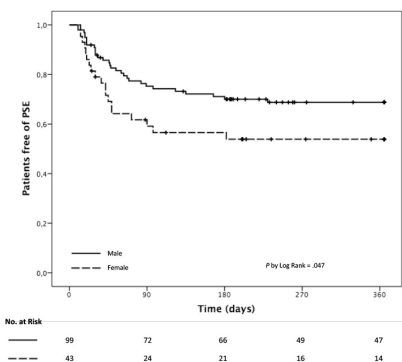 Patients free of PSE
1,0
0,8
0,6
0,4
0,2
0,0
Male
Female
P by Log Rank = .047
0 90 180 270 360
Time (days)
No. at Risk
99 72 66 49 47
43 24 21 16 14